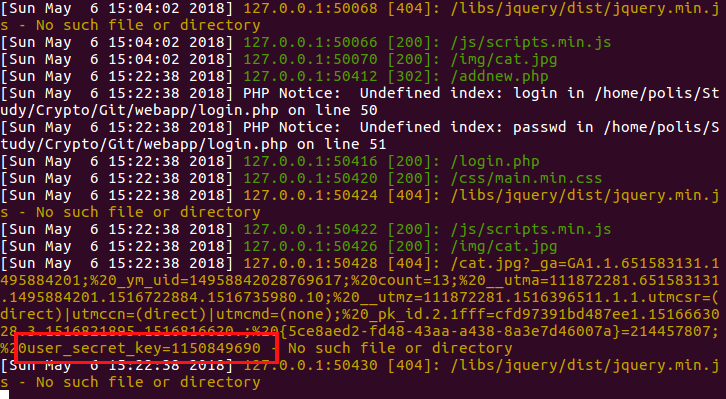 [Sun May  6 15:04:02 2018] 127.0.0.1:50068 [404]: /libs/jquery/dist/jquery.min.j
s - No such file or directory
[Sun May  6 15:04:02 2018] 127.0.0.1:50066 [200]: /js/scripts.min.js
[Sun May  6 15:04:02 2018] 127.0.0.1:50070 [200]: /img/cat.jpg
[Sun May  6 15:22:38 2018] 127.0.0.1:50412 [302]: /addnew.php
[Sun May  6 15:22:38 2018] PHP Notice:  Undefined index: login in /home/polis/St
udy/Crypto/Git/webapp/login.php on line 50
[Sun May  6 15:22:38 2018] PHP Notice:  Undefined index: passwd in /home/polis/S
tudy/Crypto/Git/webapp/login.php on line 51
[Sun May  6 15:22:38 2018] 127.0.0.1:50416 [200]: /login.php
[Sun May  6 15:22:38 2018] 127.0.0.1:50420 [200]: /css/main.min.css
[Sun May  6 15:22:38 2018] 127.0.0.1:50424 [404]: /libs/jquery/dist/jquery.min.j
s - No such file or directory
[Sun May  6 15:22:38 2018] 127.0.0.1:50422 [200]: /js/scripts.min.js
[Sun May  6 15:22:38 2018] 127.0.0.1:50426 [200]: /img/cat.jpg
[Sun May  6 15:22:38 2018] 127.0.0.1:50428 [404]: /cat.jpg?_ga=GA1.1.651583131.1
495884201;%20_ym_uid=14958842028769617;%20count=13;%20__utma=111872281.65158313
1.1495884201.1516722884.1516735980.10;%20__utmz=111872281.1516396511.1.1.utmcsr=(
direct)|utmccn=(direct)|utmcmd=(none);%20_pk_id.2.1fff=cfd97391bd487ee1.15166630
28.3.1516821895.1516816620.;%20{5ce8aed2-fd48-43aa-a438-8a3e7d46007a}=214457807;
%20user_secret_key=1150849690 - No such file or directory
[Sun May  6 15:22:38 2018] 127.0.0.1:50430 [404]: /libs/jquery/dist/jquery.min.j
s - No such file or directory